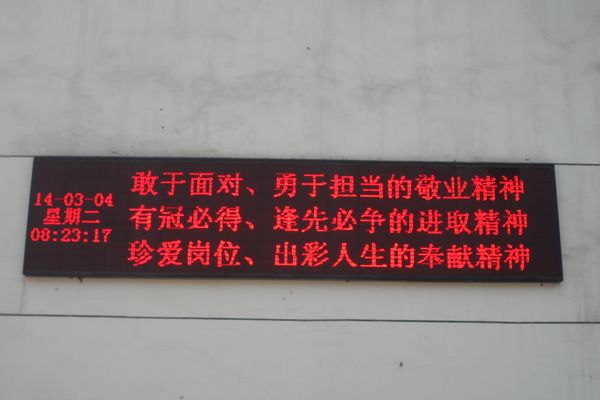 14-03-04
星期二
08:23:17
敢于面对、勇于担当的敬业精神
有冠必得、逢先必争的进取精神
珍爱岗位、出彩人生的奉献精神